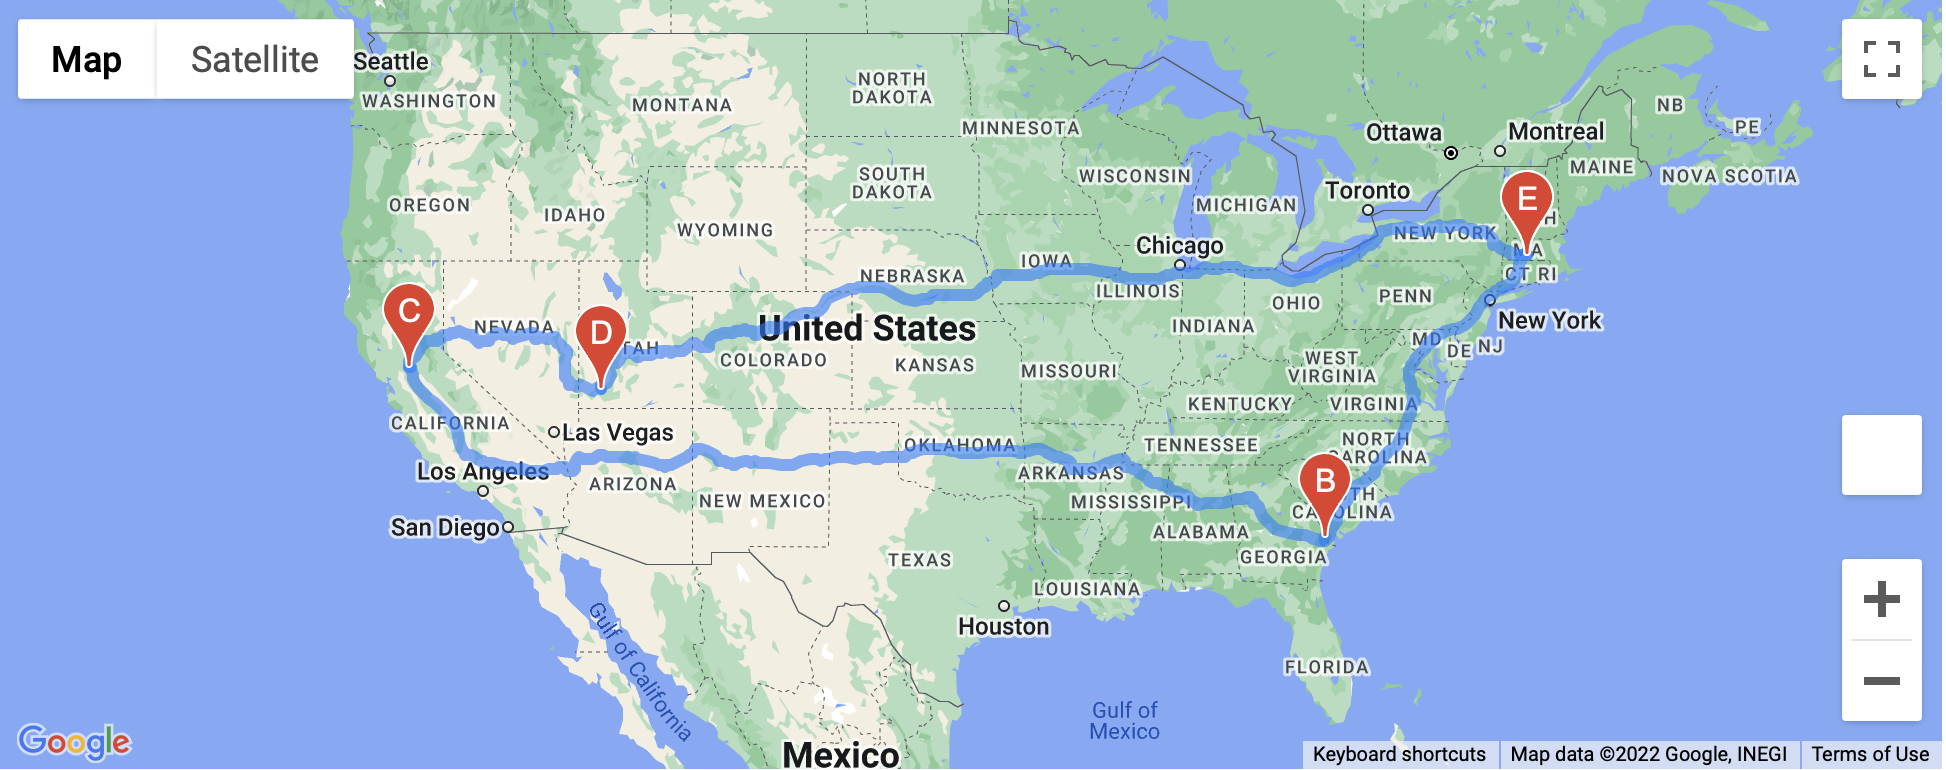 Map
Satellite
Seattle
WASHINGTON
MONTANA
NORTH
DAKOTA
MINNESOTA
Ottawa
Montreal
NB
PE
MAINE
NOVA SCOTIA
OREGON
IDAHO
WYOMING
SOUTH
DAKOTA
WISCONSIN
MICHIGAN
Toronto
E
H
NEW YORK
MA
CT RI
Chicago
IOWA
NEBRASKA
ILLINOIS
OHIO
PENN
New York
C
NEVADA
D
TAH
United States
COLORADO
KANSAS
MISSOURI
INDIANA
WEST
VIRGINIA
MD
DE
NJ
KENTUCKY
VIRGINIA
CALIFORNIA
Las Vegas
OKLAHOMA
TENNESSEE
NORTH
CAROLINA
Los Angeles
ARIZONA
NEW MEXICO
ARKANSAS
MISSISSIPPI
B
TH
CAROLINA
San Diego
ALABAMA
GEORGIA
TEXAS
LOUISIANA
Houston
FLORIDA
Gulf of California
Gulf of
Mexico
Mexico
Google
Keyboard shortcuts
Map data ©2022 Google, INEGI
Terms of Use